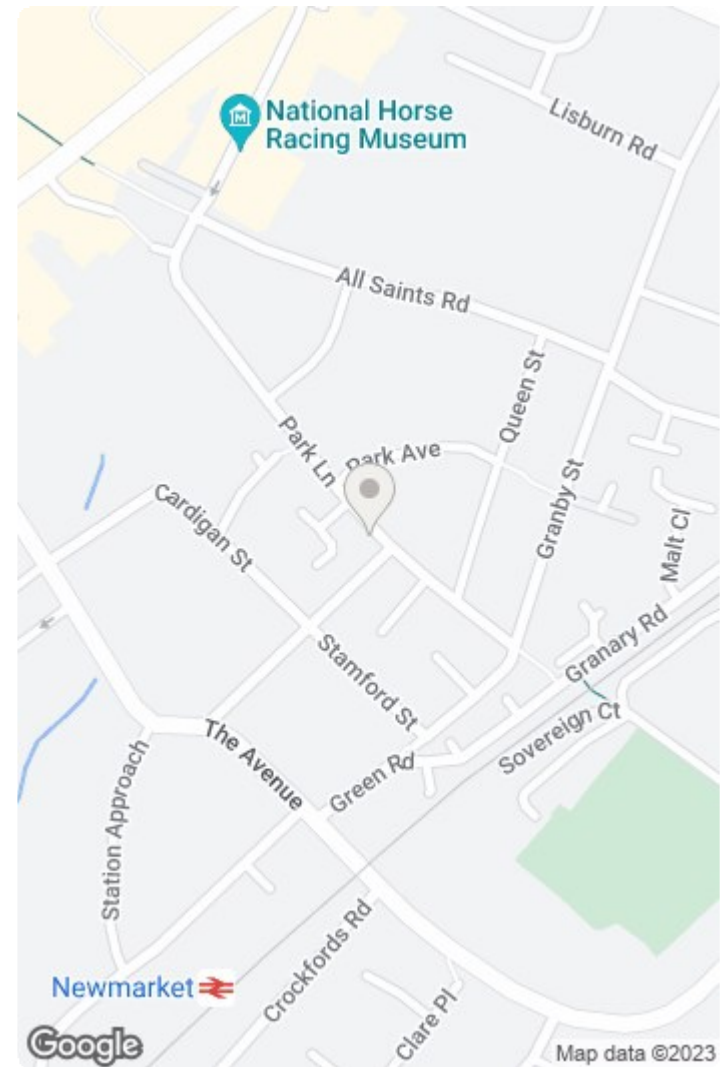 National Horse
Racing Museum
Lisburn Rd
All Saints Rd
Queen St
Park Ln
Park Ave
Granby St
Cardigan St
Malt Cl
Stamford St
Granary Rd
Sovereign Ct
The Avenue
Green Rd
Station Approach
Crockfords Rd
Newmarket
Clare Pl
Google
Map data ©2023